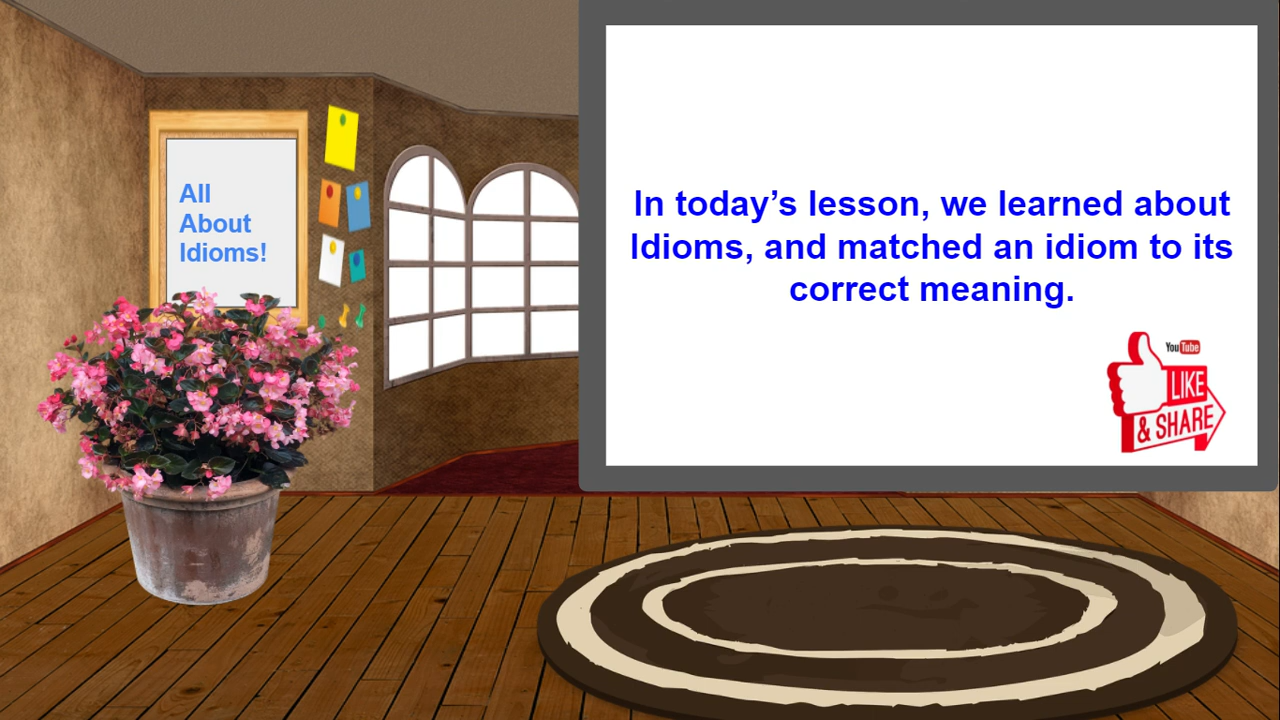 All
About
Idioms!
In today’s lesson, we learned about
Idioms, and matched an idiom to its
correct meaning.
YouTube
LIKE
& SHARE